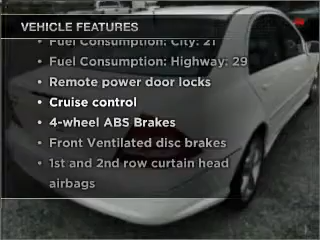 VEHICLE FEATURES
• Fuel Consumption: City: 21
• Fuel Consumption: Highway: 29
• Remote power door locks
• Cruise control
• 4-wheel ABS Brakes
• Front Ventilated disc brakes
• 1st and 2nd row curtain head
airbags